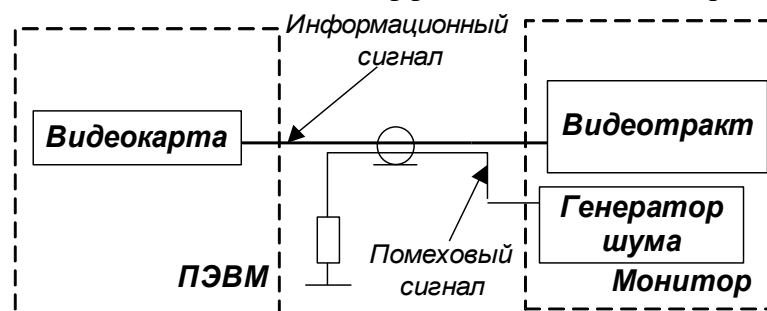 Информационный
сигнал
Видеокарта
Видеотракт
Генератор
шума
Помеховый
сигнал
ПЭВМ
Монитор